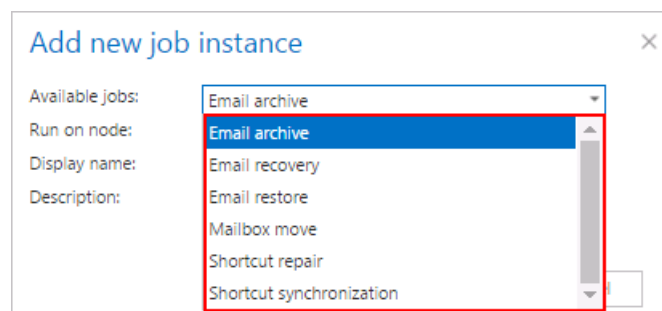 Add new job instance
Available jobs:
Email archive
Run on node:
Email archive
Display name:
Email recovery
Description:
Email restore
Mailbox move
Shortcut repair
Shortcut synchronization